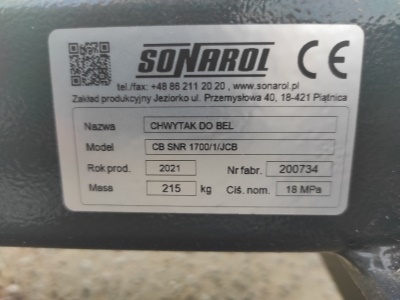 SONAROL CE
tel./fax: +48 86 211 20 20 , www.sonarol.pl
Zakład produkcyjny Jeziorko ul. Przemysłowa 40, 18-421 Piątnica
Nazwa CHWYTAK DO BEL
Model CB SNR 1700/1/JCB
Rok prod. 2021 Nr fabr. 200734
Masa 215 kg Ciś. nom. 18 MPa